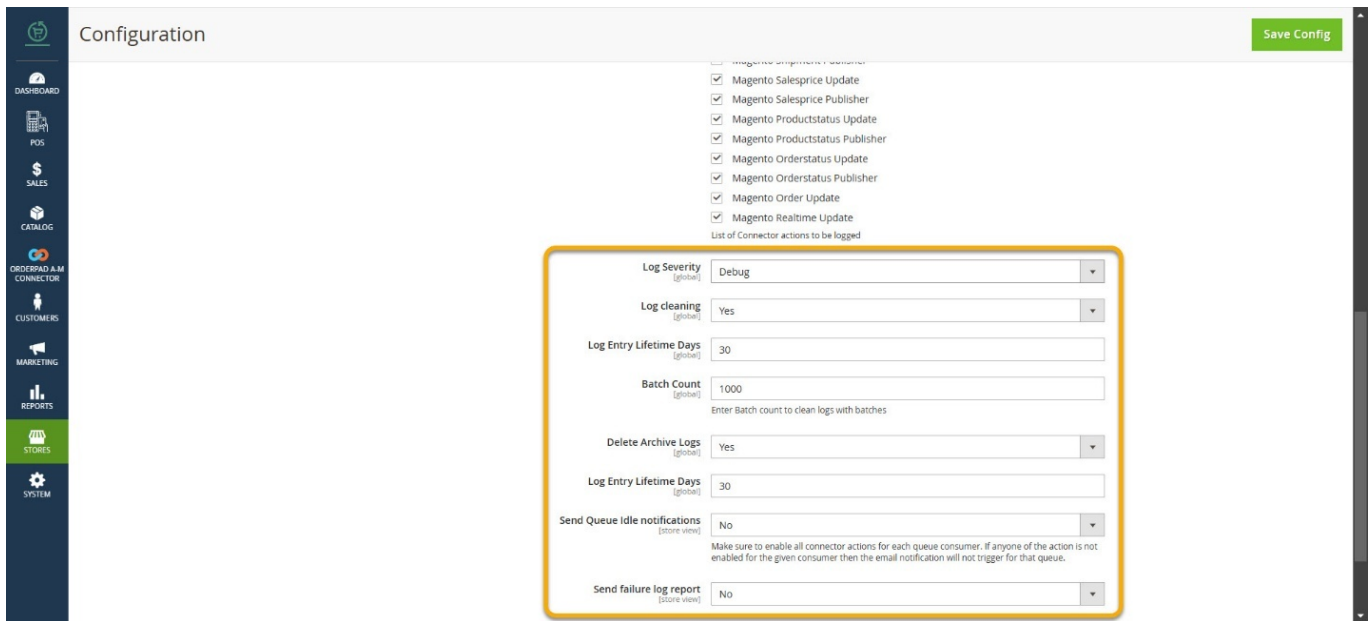 Configuration
Save Config
DASHBOARD
POS
SALES
CATALOG
ORDERPAD A-M
CONNECTOR
CUSTOMERS
MARKETING
REPORTS
STORES
SYSTEM
Magento Shipment Publisher
Magento Salesprice Update
Magento Salesprice Publisher
Magento Productstatus Update
Magento Productstatus Publisher
Magento Orderstatus Update
Magento Orderstatus Publisher
Magento Order Update
Magento Realtime Update
List of Connector actions to be logged
Log Severity
[global]
Debug
Log cleaning
[global]
Yes
Log Entry Lifetime Days
[global]
30
Batch Count
[global]
1000
Enter Batch count to clean logs with batches
Delete Archive Logs
[global]
Yes
Log Entry Lifetime Days
[global]
30
Send Queue Idle notifications
[store view]
No
Make sure to enable all connector actions for each queue consumer. If anyone of the action is not
enabled for the given consumer then the email notification will not trigger for that queue.
Send failure log report
[store view]
No